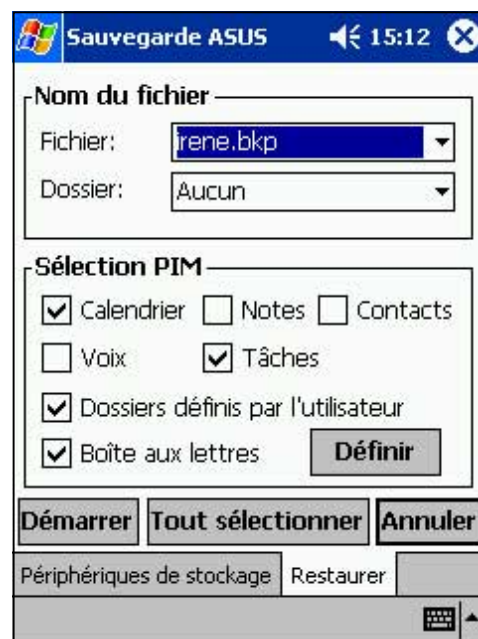 Sauvegarde ASUS 15:12
Nom du fichier
Fichier: irene.bkp
Dossier: Aucun
Sélection PIM
Calendrier Notes Contacts
Voix Tâches
Dossiers définis par l'utilisateur
Boîte aux lettres Définir
Démarrer Tout sélectionner Annuler
Périphériques de stockage Restaurer